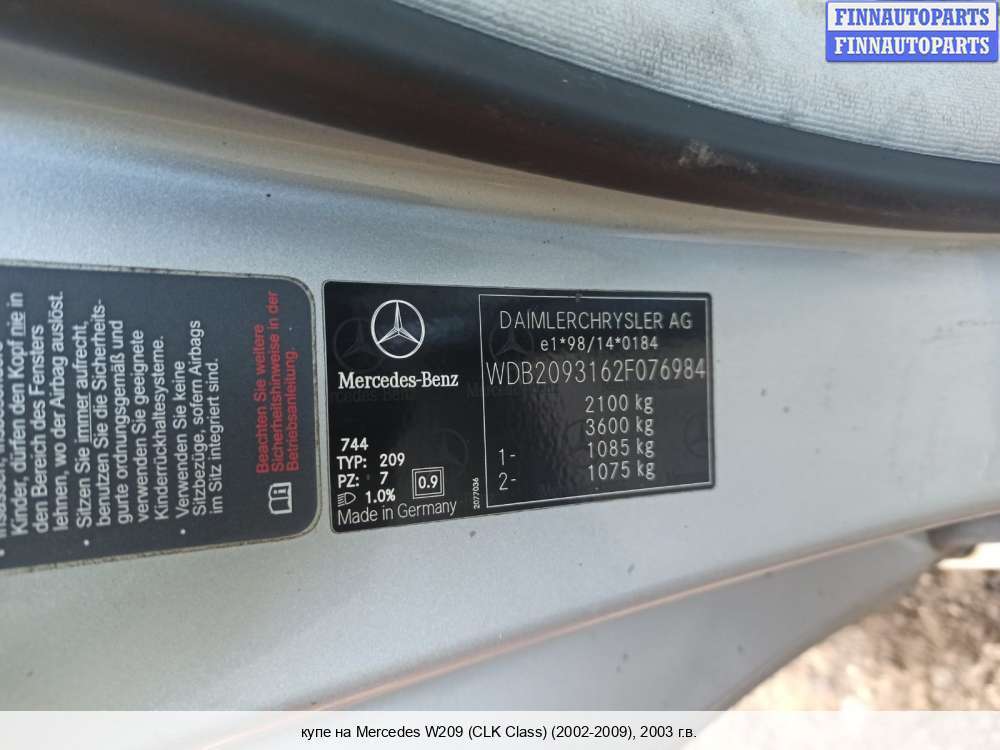 FINNAUTOPARTS
FINNAUTOPARTS
Kinder, dürfen den Kopf nie in
den Bereich des Fensters
lehnen, wo der Airbag auslöst.
• Sitzen Sie immer aufrecht,
benutzen Sie die Sicherheits-
gurte ordnungsgemäß und
verwenden Sie geeignete
Kinderrückhaltesysteme.
• Verwenden Sie keine
Sitzbezüge, sofern Airbags
im Sitz integriert sind.
Beachten Sie weitere
Sicherheitshinweise in der
Betriebsanleitung.
Mercedes-Benz
744
TYP: 209
PZ: 7
1.0%
0.9
Made in Germany
2077036
DAIMLERCHRYSLER AG
e1*98/14*0184
WDB2093162F076984
2100 kg
3600 kg
1- 1085 kg
2- 1075 kg
купе на Mercedes W209 (CLK Class) (2002-2009), 2003 г.в.